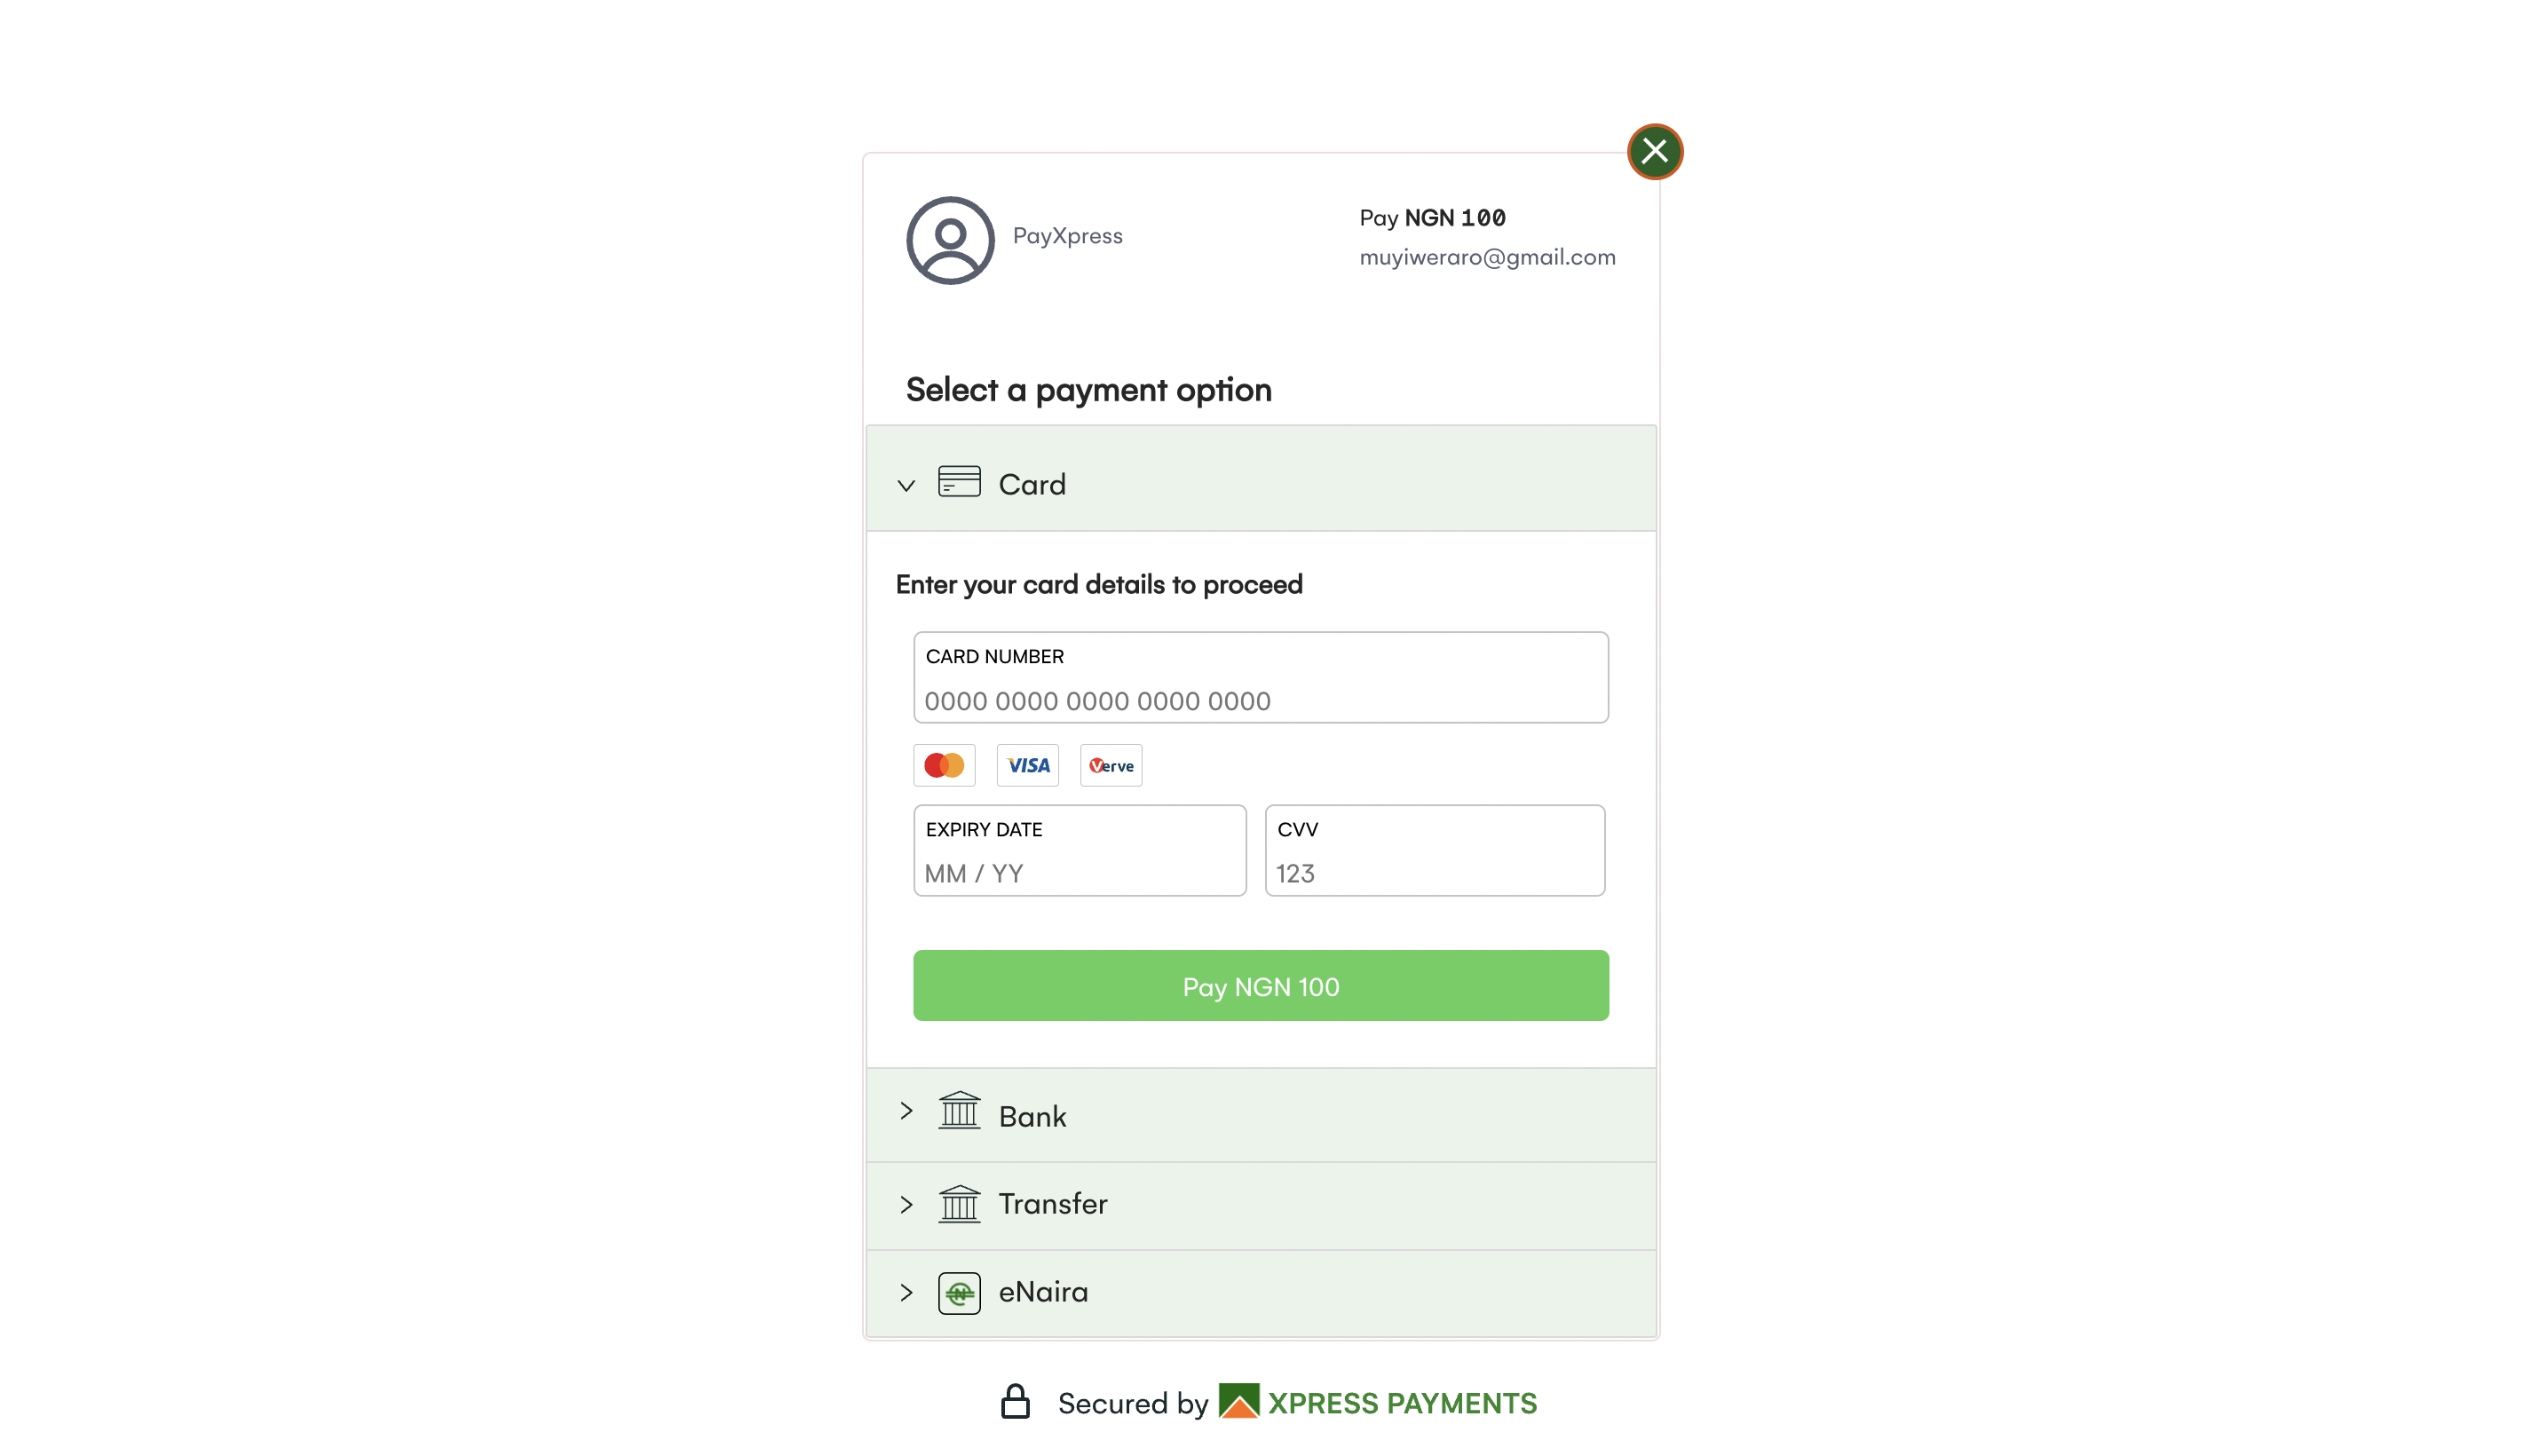 PayXpress
Pay NGN 100
muyiweraro@gmail.com
Select a payment option
Card
Enter your card details to proceed
CARD NUMBER
0000 0000 0000 0000 0000
VISA Verve
EXPIRY DATE CVV
MM / YY 123
Pay NGN 100
Bank
Transfer
eNaira
Secured by XPRESS PAYMENTS